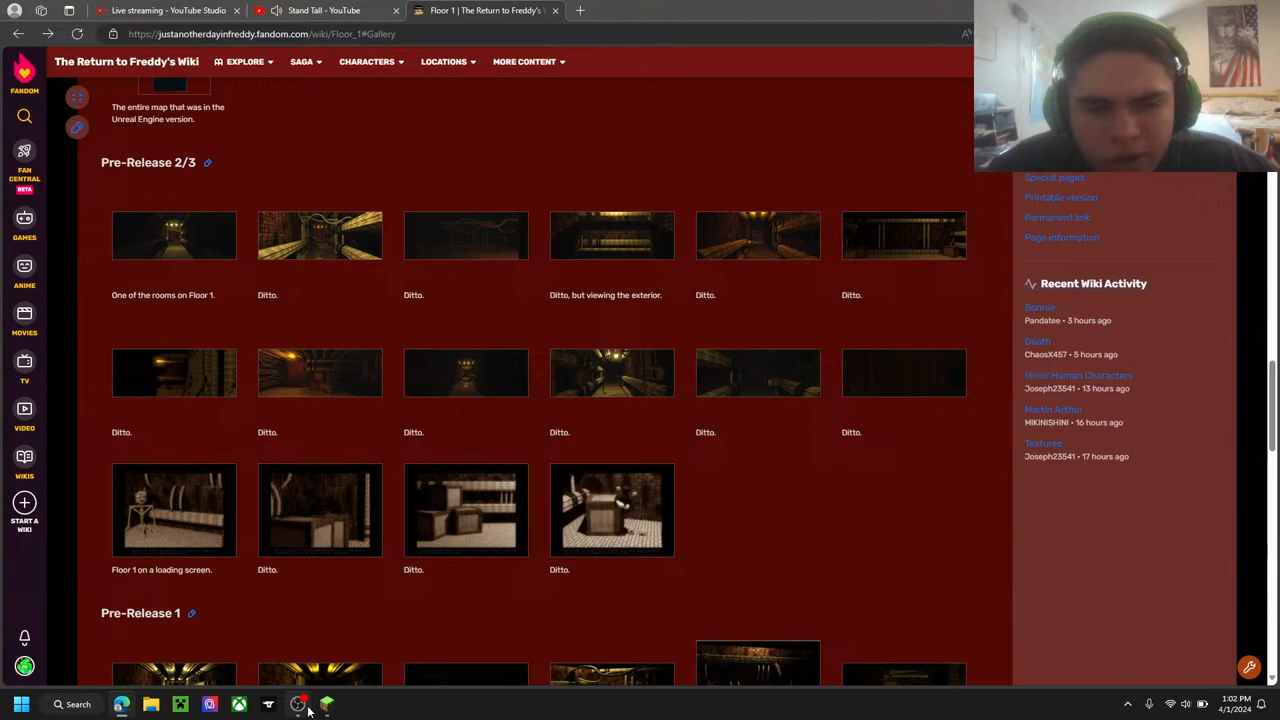 Live streaming - YouTube Studio
Stand Tall - YouTube
Floor 1 | The Return to Freddy's
https://justanotherdayinfreddy.fandom.com/wiki/Floor_1#Gallery
The Return to Freddy's Wiki
EXPLORE
SAGA
CHARACTERS
LOCATIONS
MORE CONTENT
FANDOM
FAN
CENTRAL
BETA
GAMES
ANIME
MOVIES
TV
VIDEO
WIKIS
START A
WIKI
The entire map that was in the
Unreal Engine version.
Pre-Release 2/3
One of the rooms on Floor 1.
Ditto.
Ditto.
Ditto, but viewing the exterior.
Ditto.
Ditto.
Ditto.
Ditto.
Ditto.
Ditto.
Ditto.
Ditto.
Floor 1 on a loading screen.
Ditto.
Ditto.
Ditto.
Pre-Release 1
Special pages
Printable version
Permanent link
Page information
Recent Wiki Activity
Bonnie
Pandatee • 3 hours ago
Death
ChaosX457 • 5 hours ago
Minor Human Characters
Joseph23541 • 13 hours ago
Martin Arthur
MIKINISHINI • 16 hours ago
Textures
Joseph23541 • 17 hours ago
Search
1:02 PM
4/1/2024